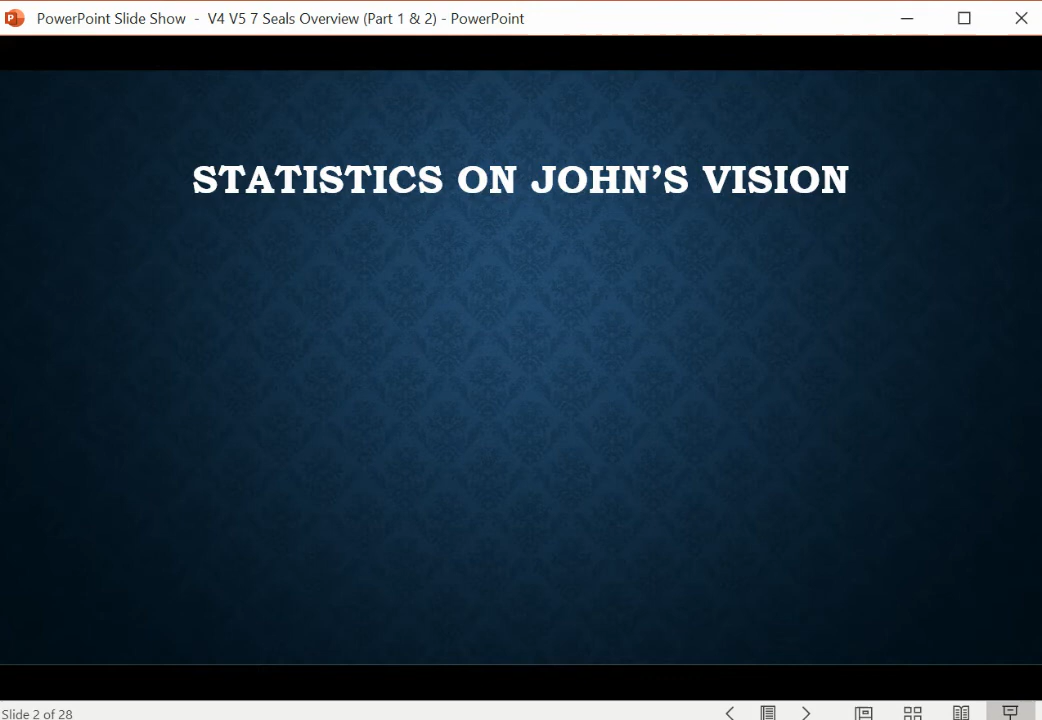 PowerPoint Slide Show - V4 V5 7 Seals Overview (Part 1 & 2) - PowerPoint
STATISTICS ON JOHN’S VISION
Slide 2 of 28